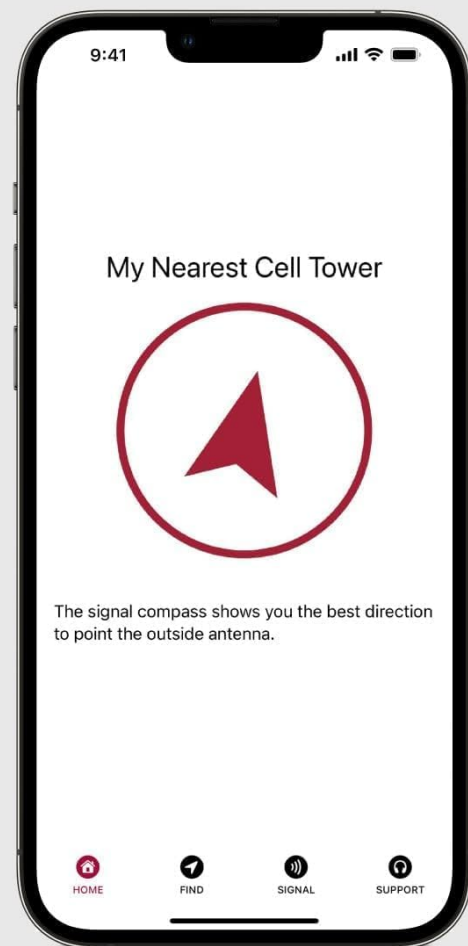 9:41
My Nearest Cell Tower
The signal compass shows you the best direction
to point the outside antenna.
HOME FIND SIGNAL SUPPORT